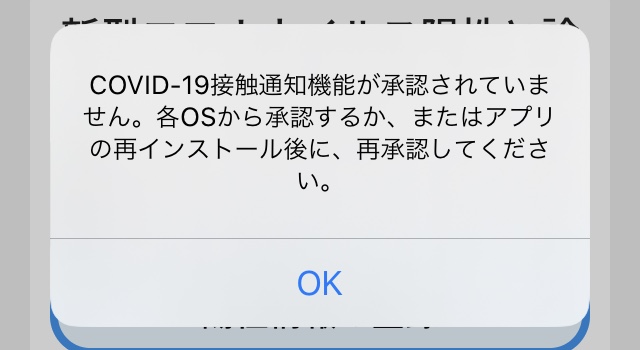 COVID-19接触通知機能が承認されていま
せん。各OSから承認するか、またはアプリ
の再インストール後に、再承認してくださ
い。
OK